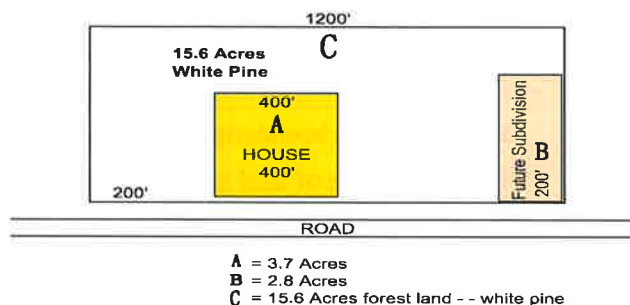 1200'
C
15.6 Acres
White Pine
400'
A
HOUSE
400'
200'
Future Subdivision
B
200'
ROAD
A = 3.7 Acres
B = 2.8 Acres
C = 15.6 Acres forest land - - white pine